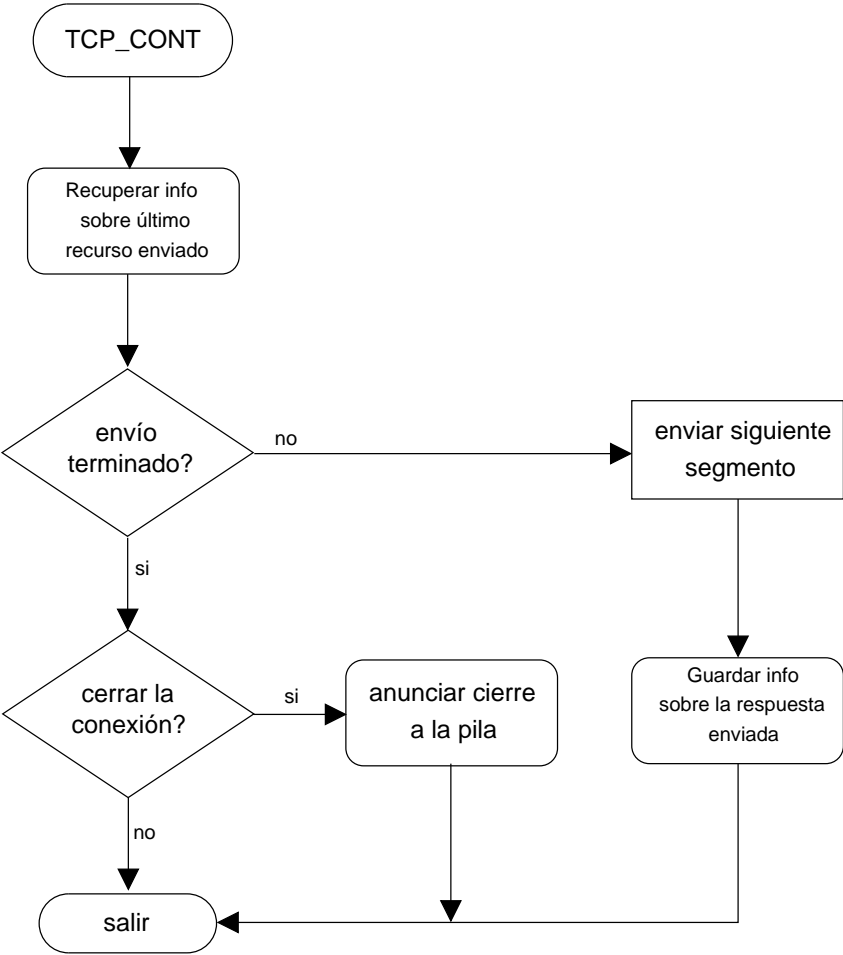 TCP_CONT
Recuperar info
sobre último
recurso enviado
envío
terminado?
no
enviar siguiente
segmento
si
cerrar la
conexión?
si
anunciar cierre
a la pila
Guardar info
sobre la respuesta
enviada
no
salir